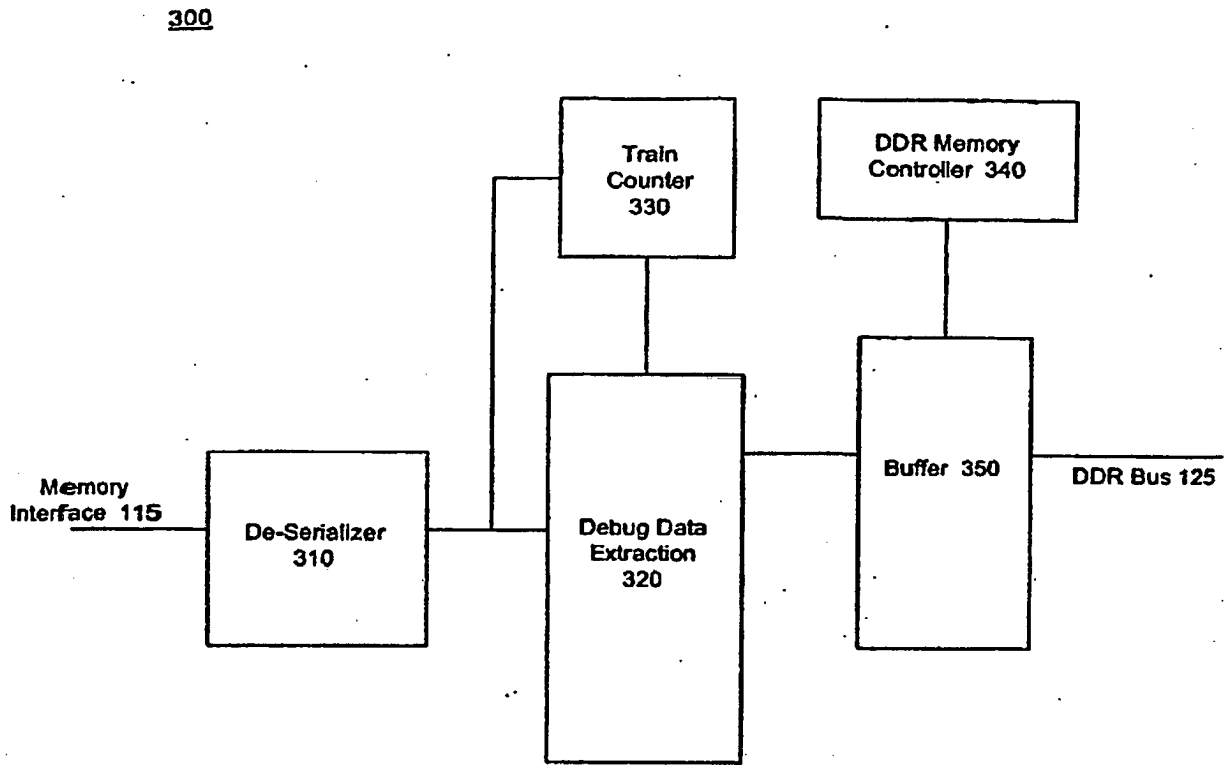 300
Train
Counter
330
DDR Memory
Controller 340
Memory
Interface 115
De-Serializer
310
Debug Data
Extraction
320
Buffer 350
DDR Bus 125